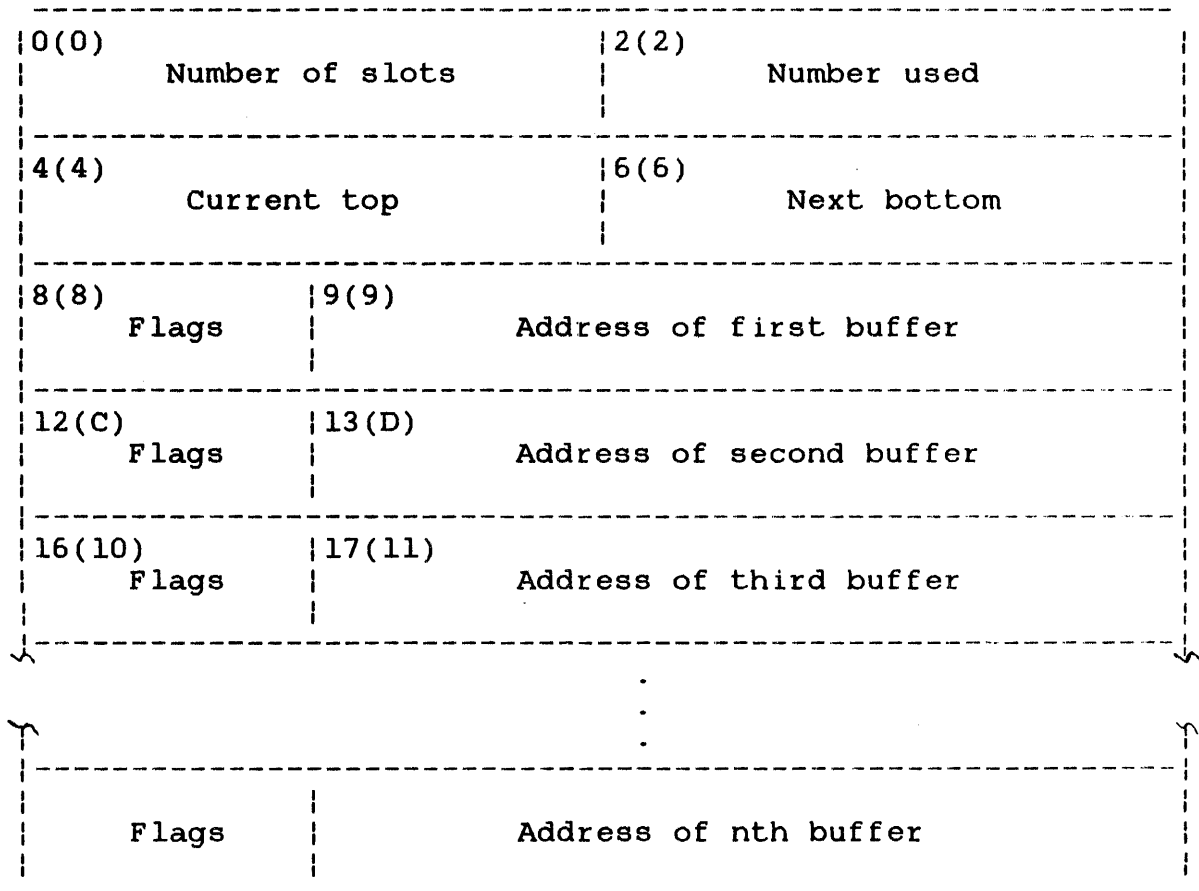 0(0) 2(2)
Number of slots Number used
4(4) 6(6)
Current top Next bottom
8(8) 9(9)
Flags Address of first buffer
12(C) 13(D)
Flags Address of second buffer
16(10) 17(11)
Flags Address of third buffer
.
.
.
Flags Address of nth buffer